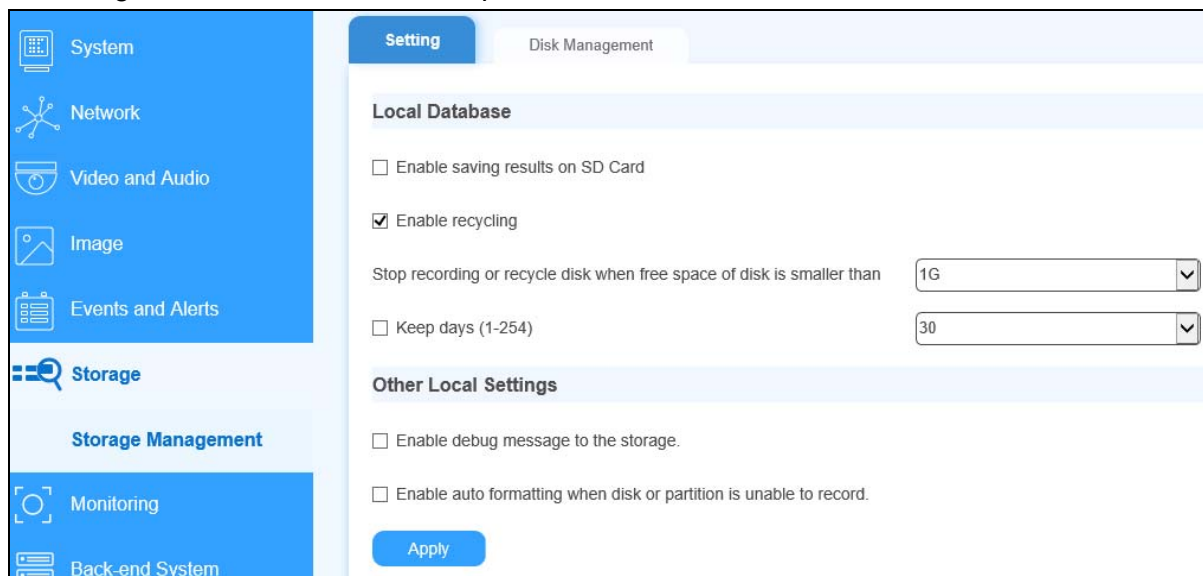 System
Network
Video and Audio
Image
Events and Alerts
Storage
Storage Management
Monitoring
Back-end System
Setting
Disk Management
Local Database
Enable saving results on SD Card
Enable recycling
Stop recording or recycle disk when free space of disk is smaller than 1G
Keep days (1-254) 30
Other Local Settings
Enable debug message to the storage.
Enable auto formatting when disk or partition is unable to record.
Apply